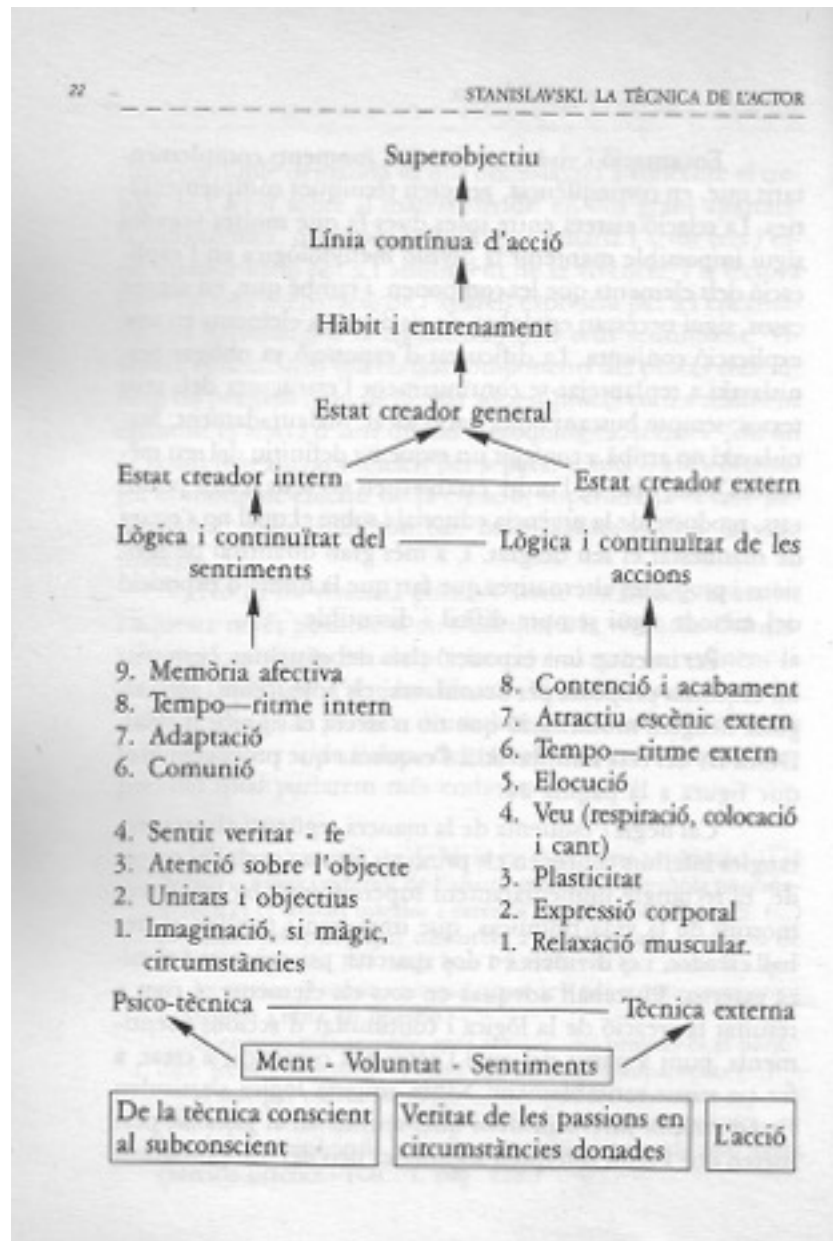 22
STANISLAVSKI. LA TÈCNICA DE L'ACTOR
Superobjectiu
Línia contínua d'acció
Hàbit i entrenament
Estat creador general
Estat creador intern
Estat creador extern
Lògica i continuïtat del
sentiments
Lògica i continuïtat de les
accions
9. Memòria afectiva
8. Tempo—ritme intern
7. Adaptació
6. Comunió
4. Sentit veritat - fe
3. Atenció sobre l'objecte
2. Unitats i objectius
1. Imaginació, si màgic,
circumstàncies
8. Contenció i acabament
7. Atractiu escènic extern
6. Tempo—ritme extern
5. Elocució
4. Veu (respiració, colocació
i cant)
3. Plasticitat
2. Expressió corporal
1. Relaxació muscular.
Psico-tècnica
Tècnica externa
Ment - Voluntat - Sentiments
De la tècnica conscient
al subconscient
Veritat de les passions en
circumstàncies donades
L'acció